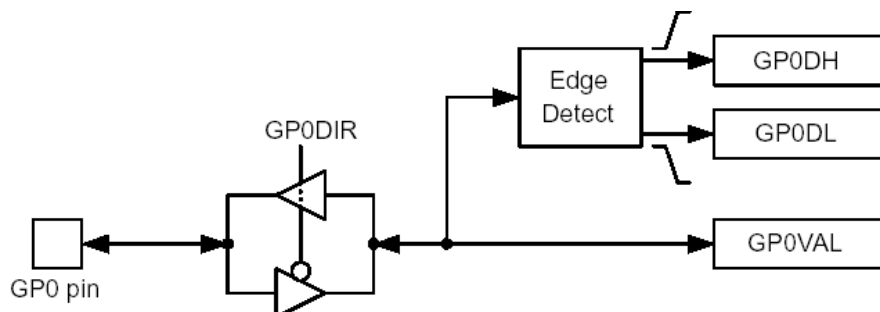 GP0DH
Edge
Detect
GP0DIR
GP0DL
GP0VAL
GP0 pin